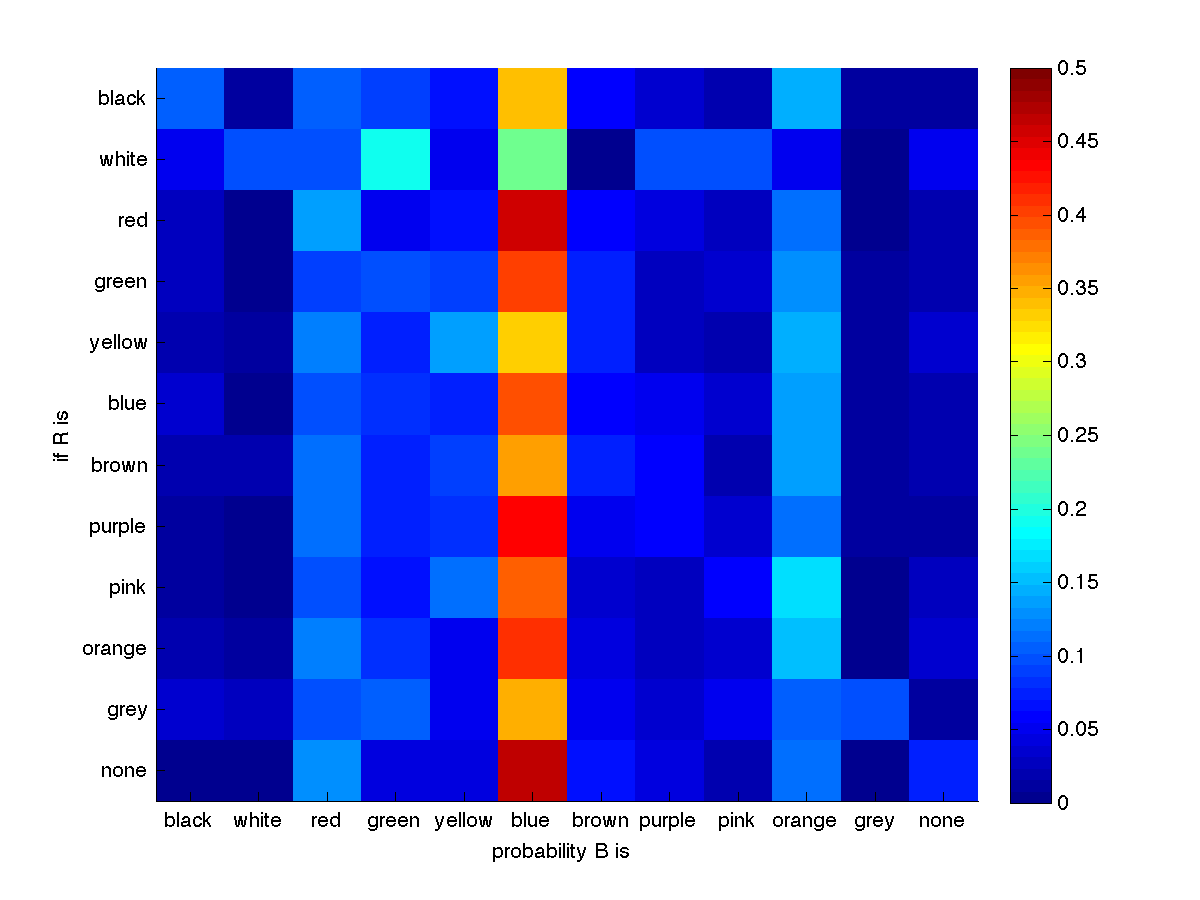 black
white
red
green
yellow
blue
brown
purple
pink
orange
grey
none
if R is
black white red green yellow blue brown purple pink orange grey none
probability B is
0.5
0.45
0.4
0.35
0.3
0.25
0.2
0.15
0.1
0.05
0